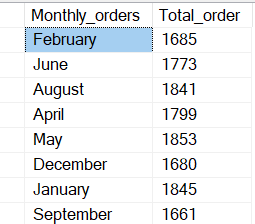 Monthly_orders Total_order
February 1685
June 1773
August 1841
April 1799
May 1853
December 1680
January 1845
September 1661